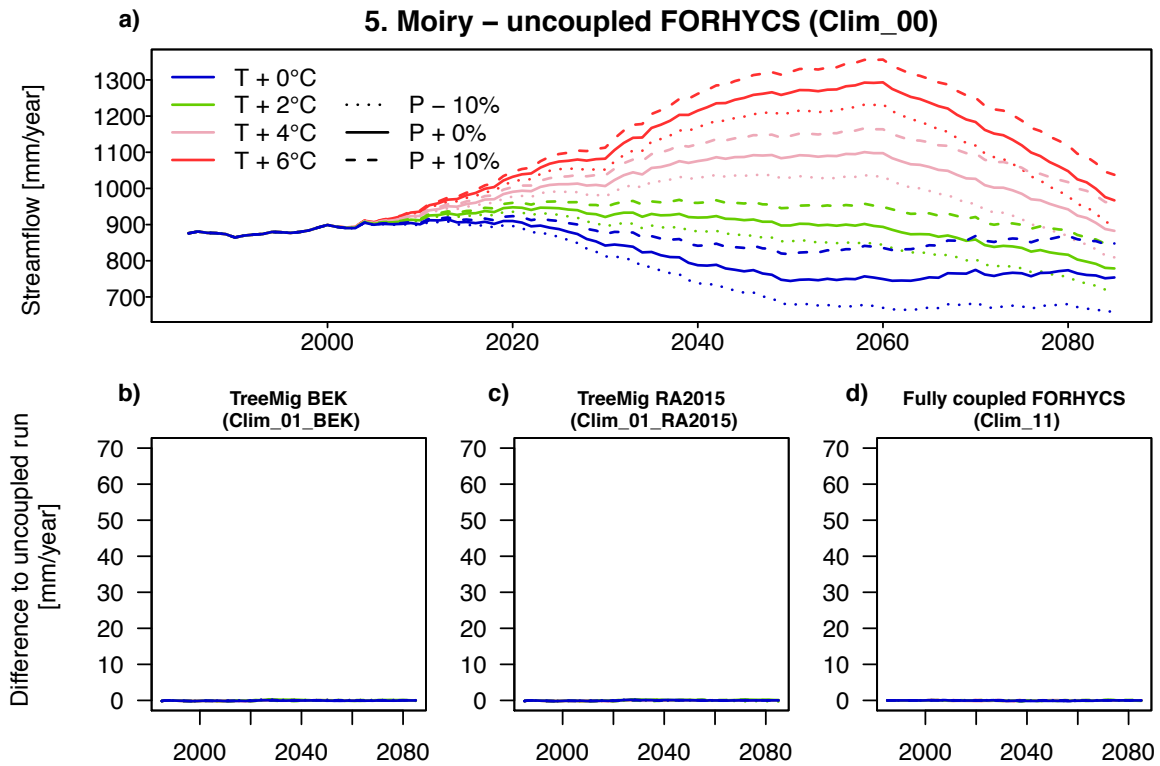 a)
5. Moiry – uncoupled FORHYCS (Clim_00)
Streamflow [mm/year]
1300
1200
1100
1000
900
800
700
T + 0°C
T + 2°C
T + 4°C
T + 6°C
P − 10%
P + 0%
P + 10%
2000 2020 2040 2060 2080
b)
TreeMig BEK
(Clim_01_BEK)
c)
TreeMig RA2015
(Clim_01_RA2015)
d)
Fully coupled FORHYCS
(Clim_11)
Difference to uncoupled run
[mm/year]
70
60
50
40
30
20
10
0
2000 2040 2080
70
60
50
40
30
20
10
0
2000 2040 2080
70
60
50
40
30
20
10
0
2000 2040 2080